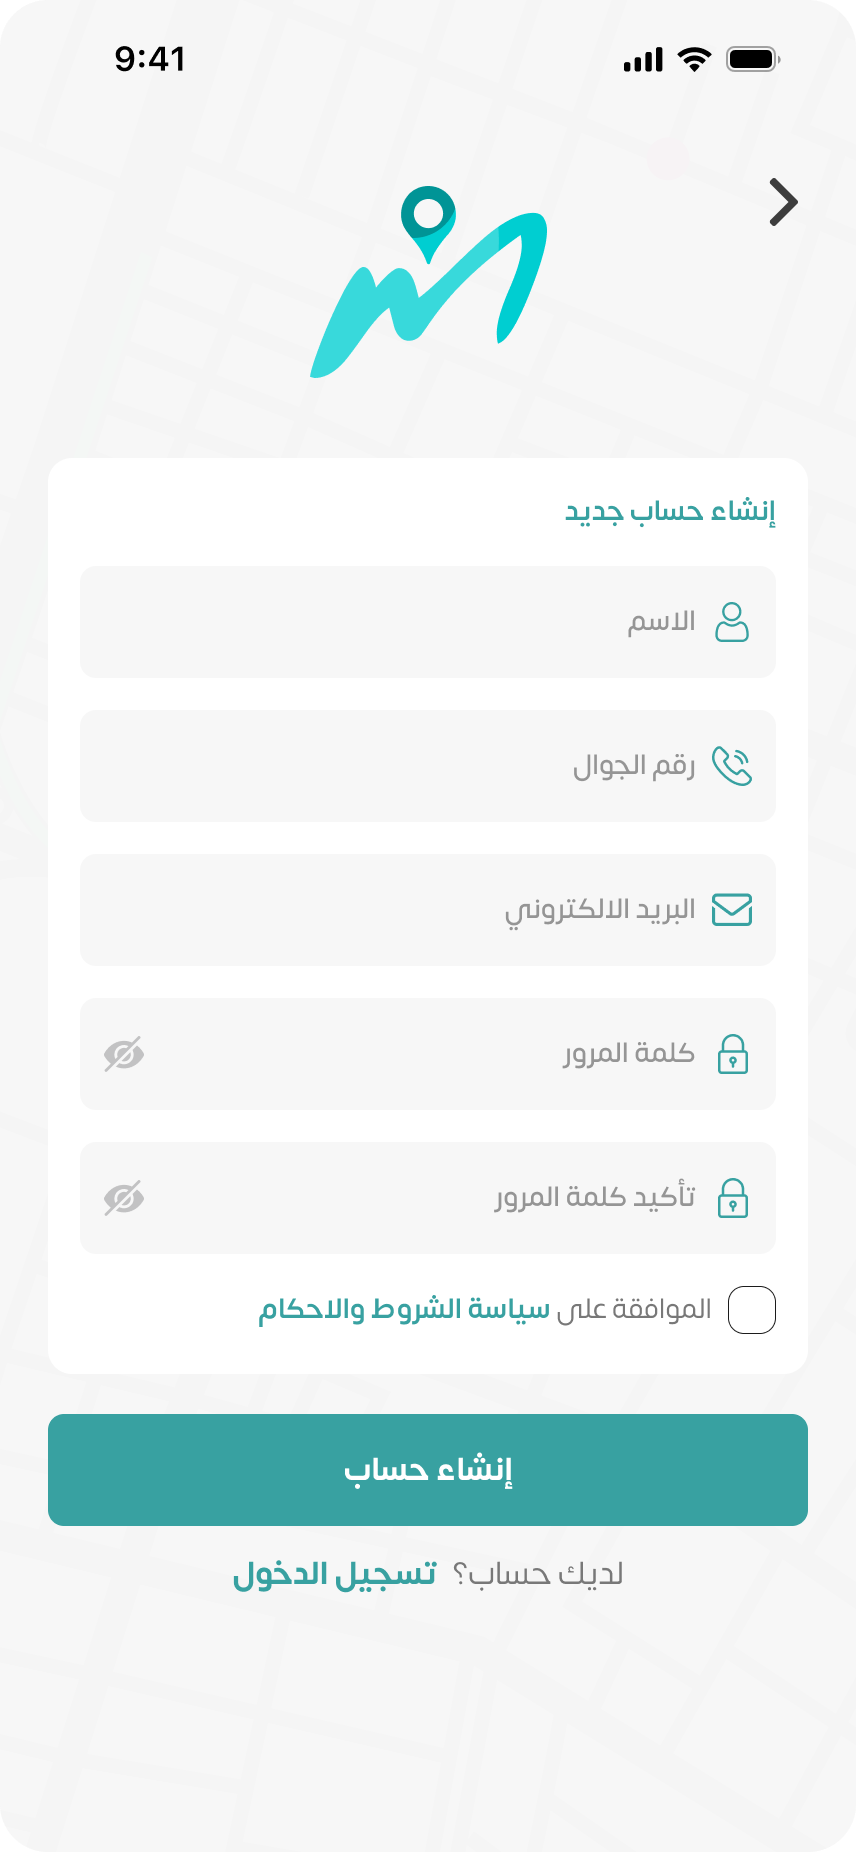 9:41
إنشاء حساب جديد
الاسم
رقم الجوال
البريد الالكتروني
كلمة المرور
تأكيد كلمة المرور
الموافقة على سياسة الشروط والاحكام
إنشاء حساب
لديك حساب؟ تسجيل الدخول